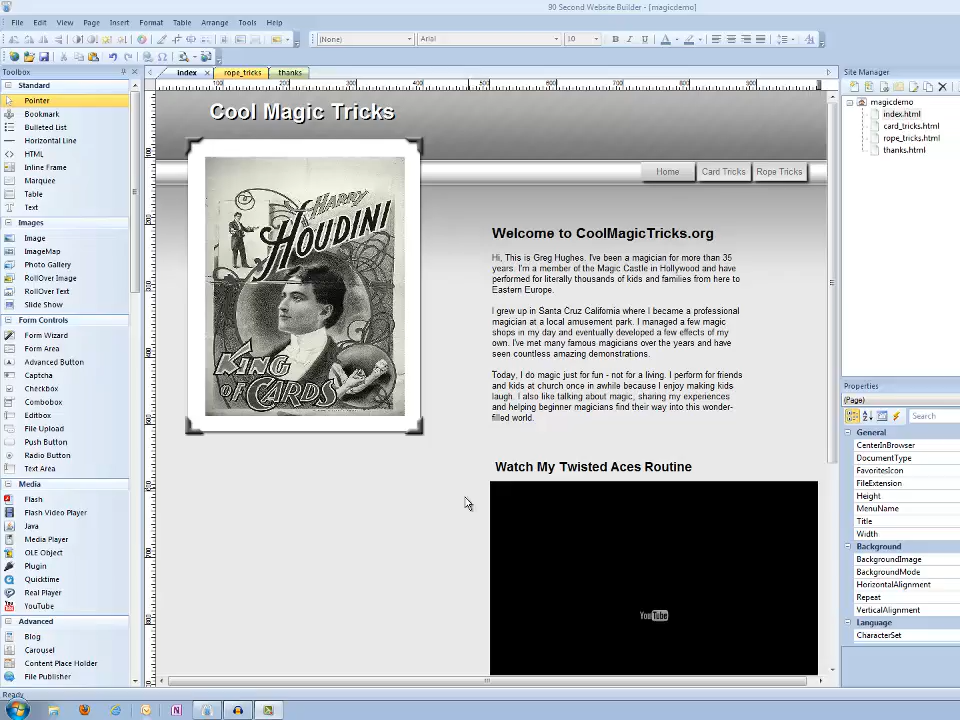 90 Second Website Builder - [magicdemo]
File Edit View Page Insert Format Table Arrange Tools Help
(None) Arial 10 B I U A
Toolbox
Standard
Pointer
Bookmark
Bulleted List
Horizontal Line
HTML
Inline Frame
Marquee
Table
Text
Images
Image
ImageMap
Photo Gallery
RollOver Image
RollOver Text
Slide Show
Form Controls
Form Wizard
Form Area
Advanced Button
Captcha
Checkbox
Combobox
Editbox
File Upload
Push Button
Radio Button
Text Area
Media
Flash
Flash Video Player
Java
Media Player
OLE Object
Plugin
Quicktime
Real Player
YouTube
Advanced
Blog
Carousel
Content Place Holder
File Publisher
Ready
index rope_tricks thanks
100 200 300 400 500 600 700 800 900
Cool Magic Tricks
HARRY
HOUDINI
KING
OF CARDS
Home Card Tricks Rope Tricks
Welcome to CoolMagicTricks.org
Hi, This is Greg Hughes. I've been a magician for more than 35
years. I'm a member of the Magic Castle in Hollywood and have
performed for literally thousands of kids and families from here to
Eastern Europe.
I grew up in Santa Cruz California where I became a professional
magician at a local amusement park. I managed a few magic
shops in my day and eventually developed a few effects of my
own. I've met many famous magicians over the years and have
seen countless amazing demonstrations.
Today, I do magic just for fun - not for a living. I perform for friends
and kids at church once in awhile because I enjoy making kids
laugh. I also like talking about magic, sharing my experiences
and helping beginner magicians find their way into this wonder-
filled world.
Watch My Twisted Aces Routine
YouTube
Site Manager
magicdemo
index.html
card_tricks.html
rope_tricks.html
thanks.html
Properties
(Page)
Search
General
CenterInBrowser
DocumentType
FavoritesIcon
FileExtension
Height
MenuName
Title
Width
Background
BackgroundImage
BackgroundMode
HorizontalAlignment
Repeat
VerticalAlignment
Language
CharacterSet